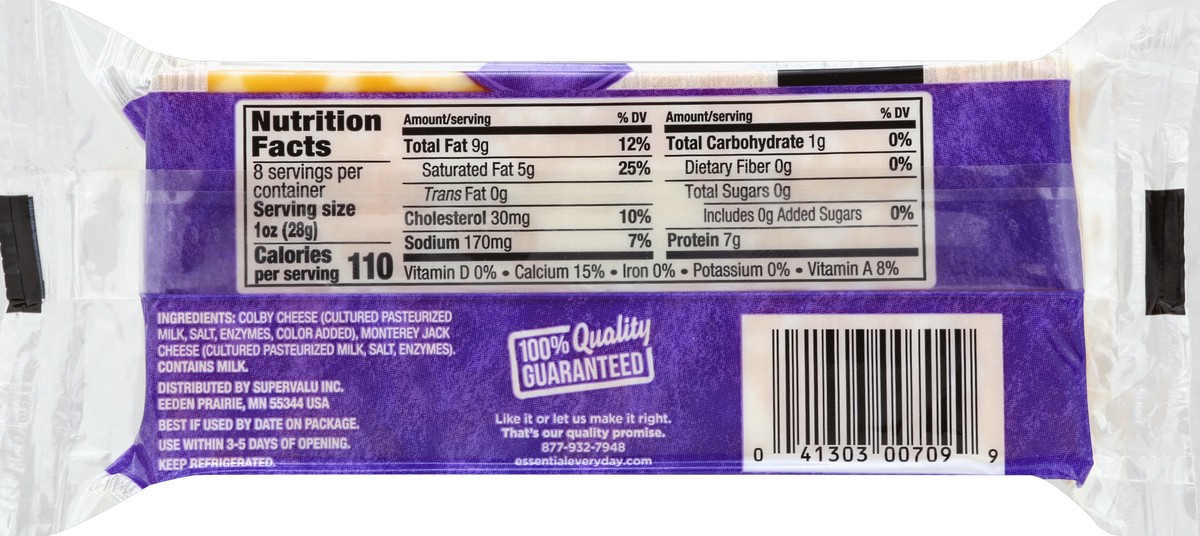 Nutrition
Facts
8 servings per
container
Serving size
1oz (28g)
Calories
per serving 110
Amount/serving % DV
Total Fat 9g 12%
Saturated Fat 5g 25%
Trans Fat 0g
Cholesterol 30mg 10%
Sodium 170mg 7%
Amount/serving % DV
Total Carbohydrate 1g 0%
Dietary Fiber 0g 0%
Total Sugars 0g
Includes 0g Added Sugars 0%
Protein 7g
Vitamin D 0% • Calcium 15% • Iron 0% • Potassium 0% • Vitamin A 8%
INGREDIENTS: COLBY CHEESE (CULTURED PASTEURIZED
MILK, SALT, ENZYMES, COLOR ADDED), MONTEREY JACK
CHEESE (CULTURED PASTEURIZED MILK, SALT, ENZYMES).
CONTAINS MILK.
DISTRIBUTED BY SUPERVALU INC.
EEDEN PRAIRIE, MN 55344 USA
BEST IF USED BY DATE ON PACKAGE.
USE WITHIN 3-5 DAYS OF OPENING.
KEEP REFRIGERATED.
100% Quality
GUARANTEED
Like it or let us make it right.
That's our quality promise.
877-932-7948
essentialeveryday.com
0 41303 00709 9